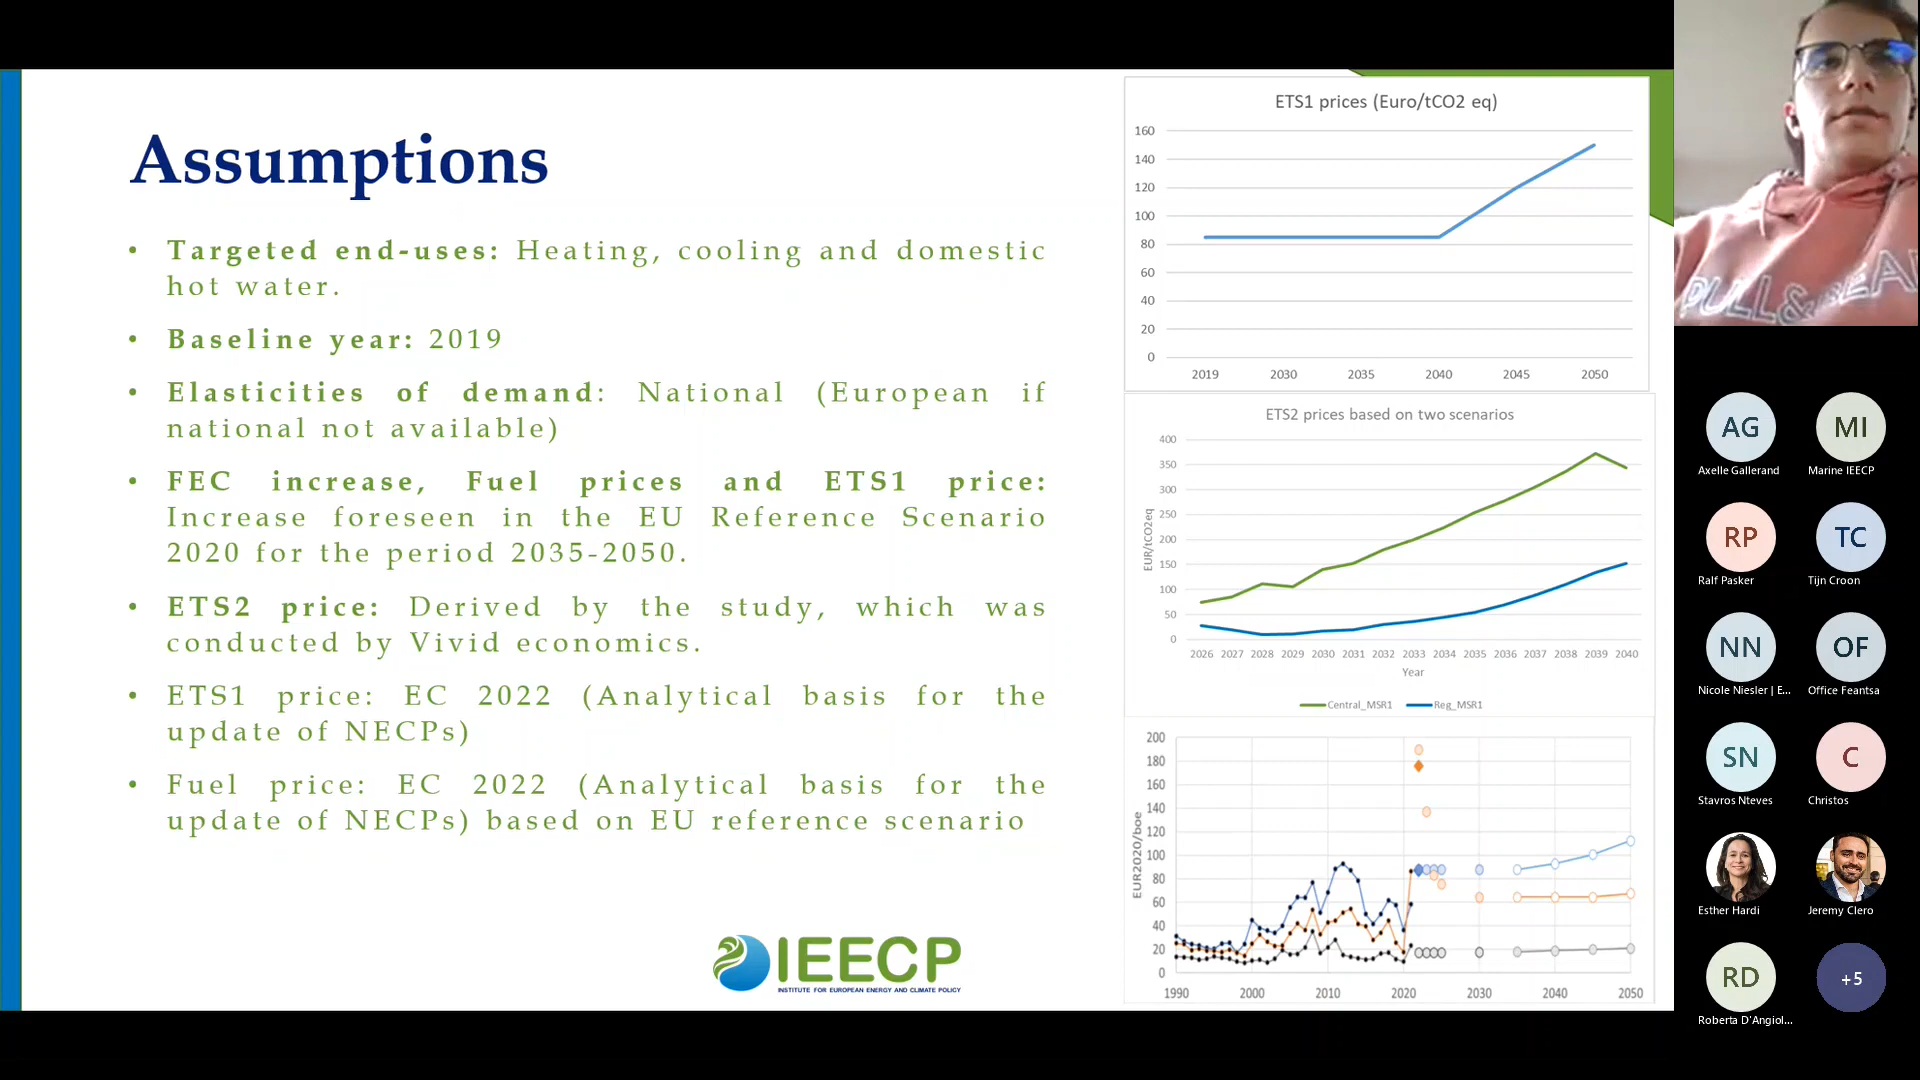 Assumptions
• Targeted end-uses: Heating, cooling and domestic
hot water.
• Baseline year: 2019
• Elasticities of demand: National (European if
national not available)
• FEC increase, Fuel prices and ETS1 price:
Increase foreseen in the EU Reference Scenario
2020 for the period 2035-2050.
• ETS2 price: Derived by the study, which was
conducted by Vivid economics.
• ETS1 price: EC 2022 (Analytical basis for the
update of NECPs)
• Fuel price: EC 2022 (Analytical basis for the
update of NECPs) based on EU reference scenario
IEECP
INSTITUTE FOR EUROPEAN ENERGY AND CLIMATE POLICY
ETS1 prices (Euro/tCO2 eq)
160
140
120
100
80
60
40
20
0
2019 2030 2035 2040 2045 2050
ETS2 prices based on two scenarios
EUR/tCO2eq
400
350
300
250
200
150
100
50
0
2026 2027 2028 2029 2030 2031 2032 2033 2034 2035 2036 2037 2038 2039 2040
Year
Central_MSR1 Reg_MSR1
EUR2020/boe
200
180
160
140
120
100
80
60
40
20
0
1990 2000 2010 2020 2030 2040 2050
PULL&BEA
AG MI
Axelle Gallerand Marine IEECP
RP TC
Ralf Pasker Tijn Croon
NN OF
Nicole Niesler | E... Office Feantsa
SN C
Stavros Nteves Christos
Esther Hardi Jeremy Clero
RD +5
Roberta D'Angiol...